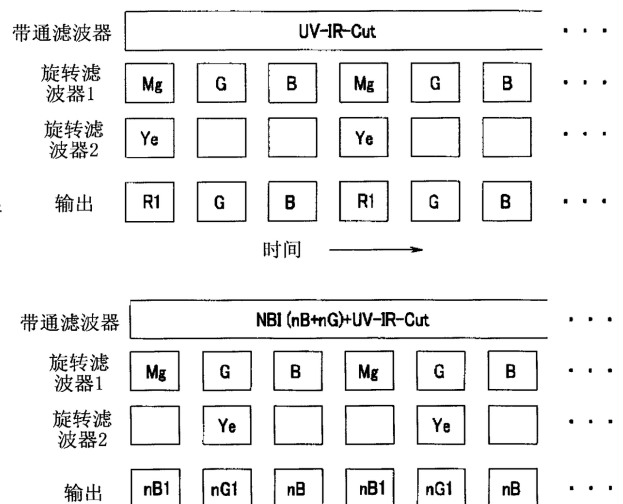 带通滤波器 UV-IR-Cut · · ·
旋转滤波器1 Mg G B Mg G B · · ·
旋转滤波器2 Ye Ye · · ·
输出 R1 G B R1 G B · · ·
时间
带通滤波器 NBI (nB+nG)+UV-IR-Cut · · ·
旋转滤波器1 Mg G B Mg G B · · ·
旋转滤波器2 Ye Ye · · ·
输出 nB1 nG1 nB nB1 nG1 nB · · ·